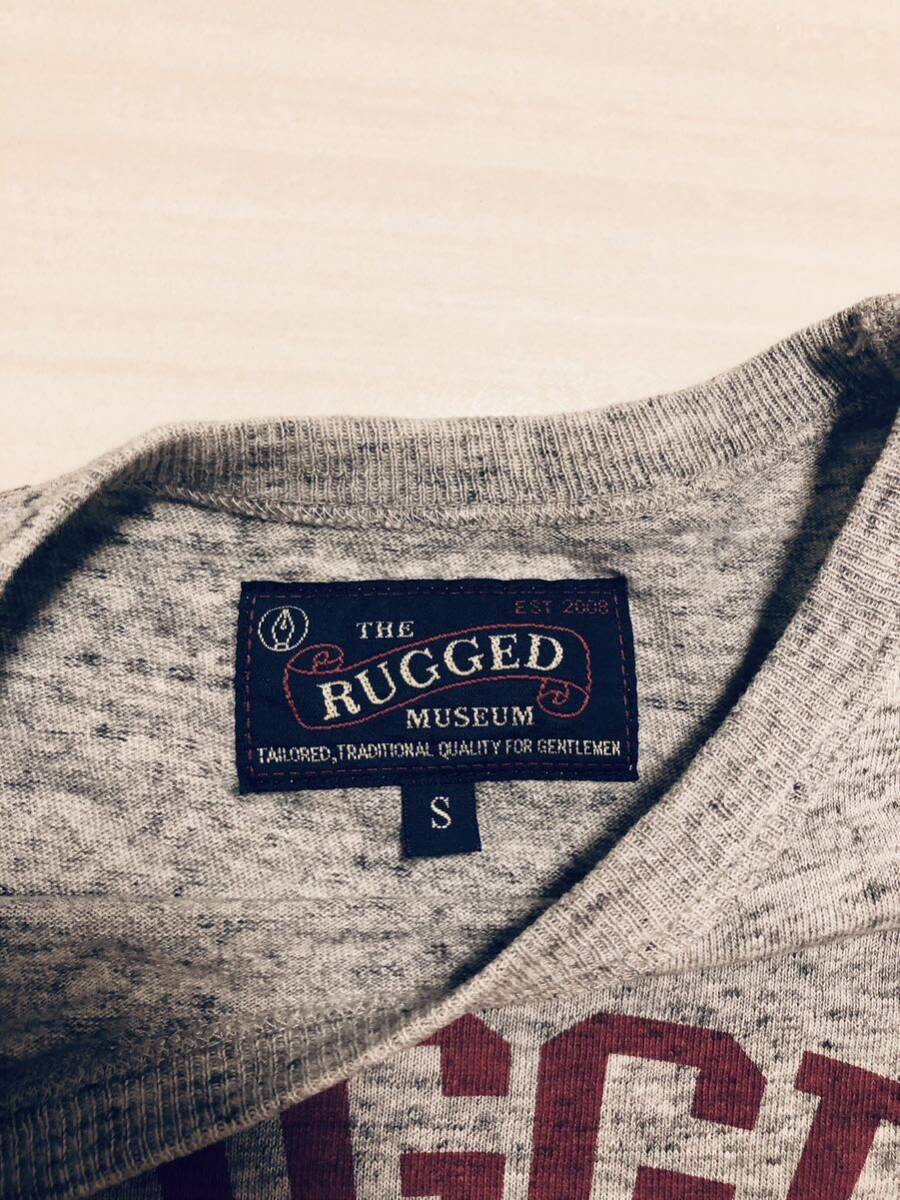 EST 2008
THE
RUGGED
MUSEUM
TAILORED, TRADITIONAL QUALITY FOR GENTLEMEN
S